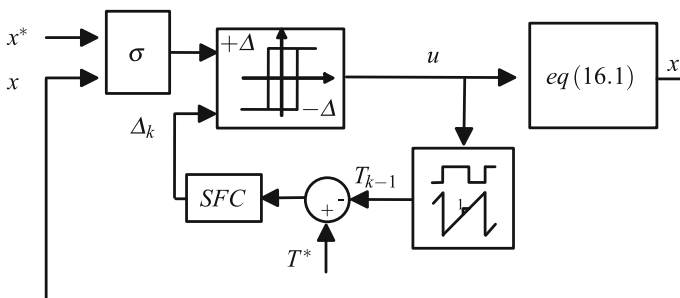 x*
x
σ
+Δ
-Δ
u
eq(16.1)
x
Δk
SFC
+
-
Tk−1
1
T*